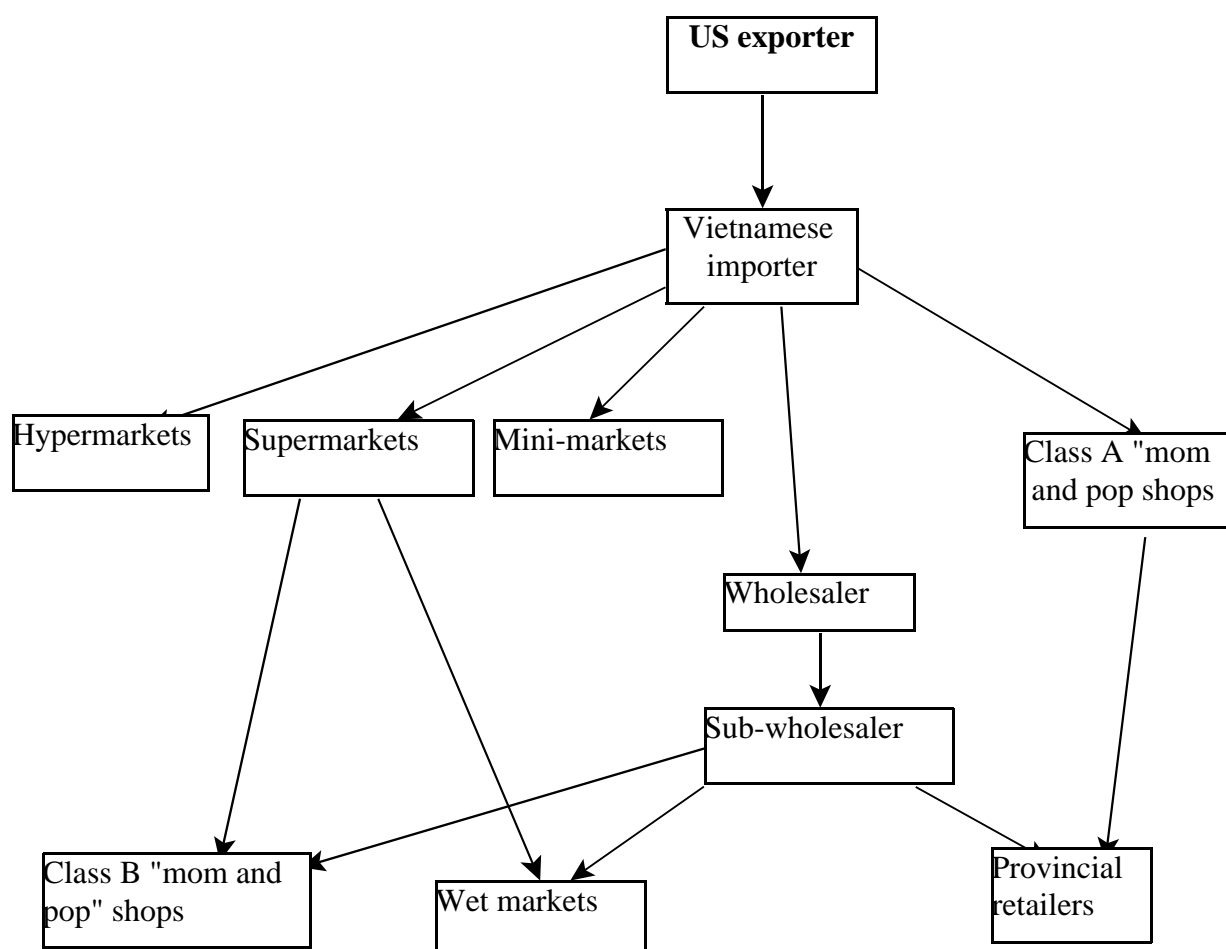 US exporter
Vietnamese
importer
Hypermarkets
Supermarkets
Mini-markets
Class A "mom
and pop shops
Wholesaler
Sub-wholesaler
Class B "mom and
pop" shops
Wet markets
Provincial
retailers